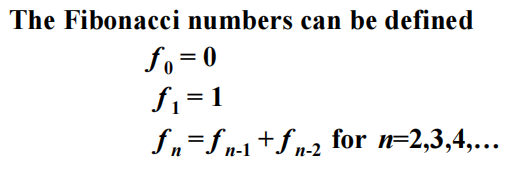 The Fibonacci numbers can be defined
f₀ = 0
f₁ = 1
fₙ = fₙ₋₁ + fₙ₋₂ for n=2,3,4,…